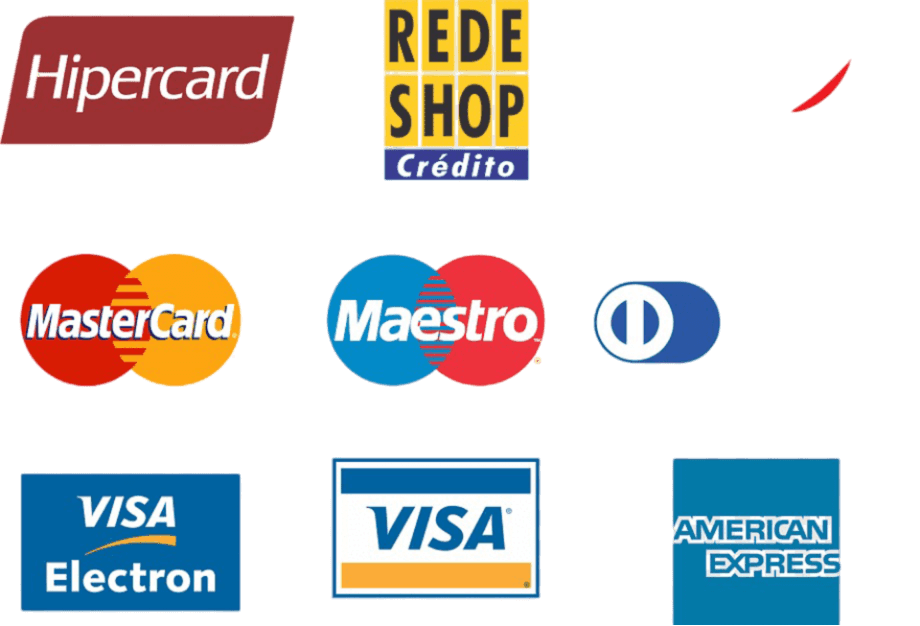 Hipercard
REDE
SHOP
Crédito
MasterCard
Maestro
VISA
Electron
VISA
AMERICAN
EXPRESS